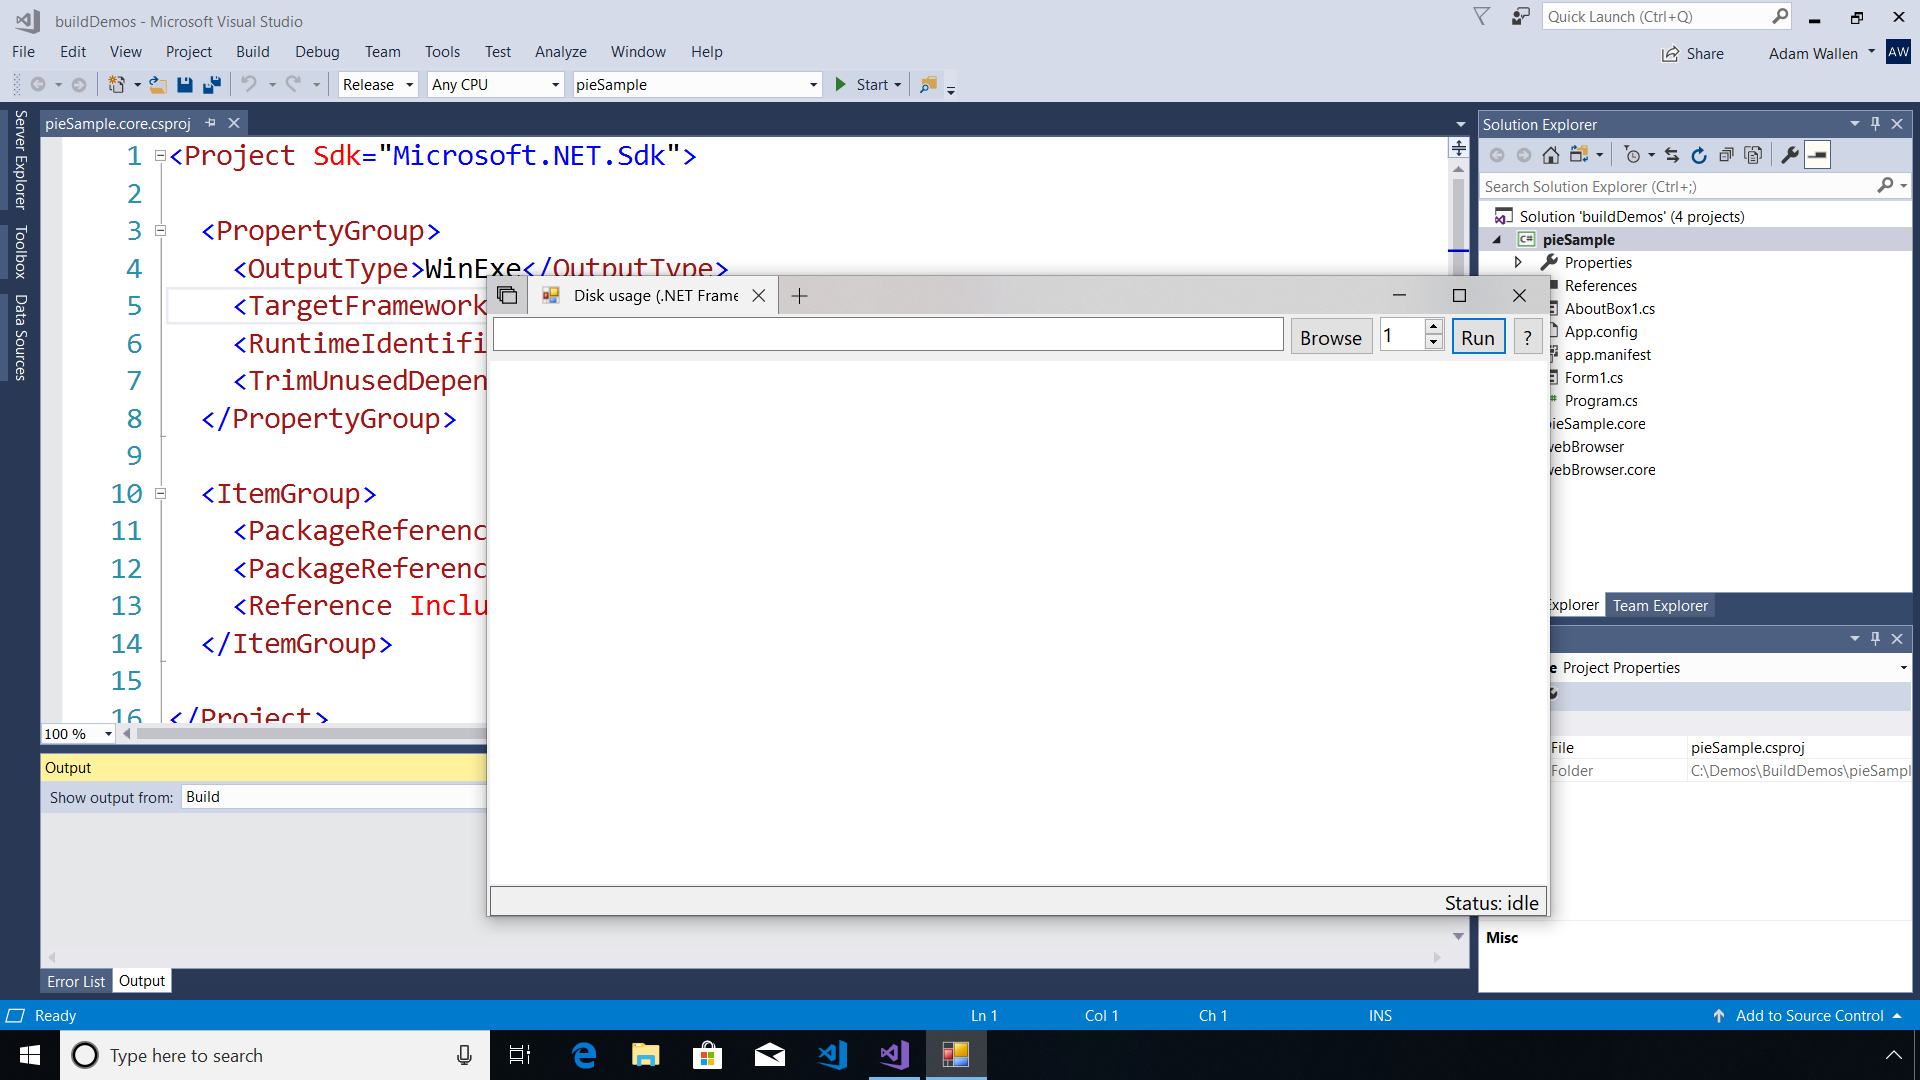 buildDemos - Microsoft Visual Studio
Quick Launch (Ctrl+Q)
File Edit View Project Build Debug Team Tools Test Analyze Window Help
Share Adam Wallen AW
Release Any CPU pieSample Start
Server Explorer
Toolbox
Data Sources
pieSample.core.csproj
1 <Project Sdk="Microsoft.NET.Sdk">
2
3 <PropertyGroup>
4 <OutputType>WinExe</OutputType>
5 <TargetFramework
6 <RuntimeIdentifi
7 <TrimUnusedDepen
8 </PropertyGroup>
9
10 <ItemGroup>
11 <PackageReferenc
12 <PackageReferenc
13 <Reference Inclu
14 </ItemGroup>
15
16 </Project>
100 %
Output
Show output from: Build
Error List Output
Disk usage (.NET Frame
Browse 1 Run ?
Status: idle
Solution Explorer
Search Solution Explorer (Ctrl+;)
Solution 'buildDemos' (4 projects)
C# pieSample
Properties
References
AboutBox1.cs
App.config
app.manifest
Form1.cs
Program.cs
pieSample.core
webBrowser
webBrowser.core
Explorer Team Explorer
e Project Properties
File pieSample.csproj
Folder C:\Demos\BuildDemos\pieSampl
Misc
Ready Ln 1 Col 1 Ch 1 INS Add to Source Control
Type here to search